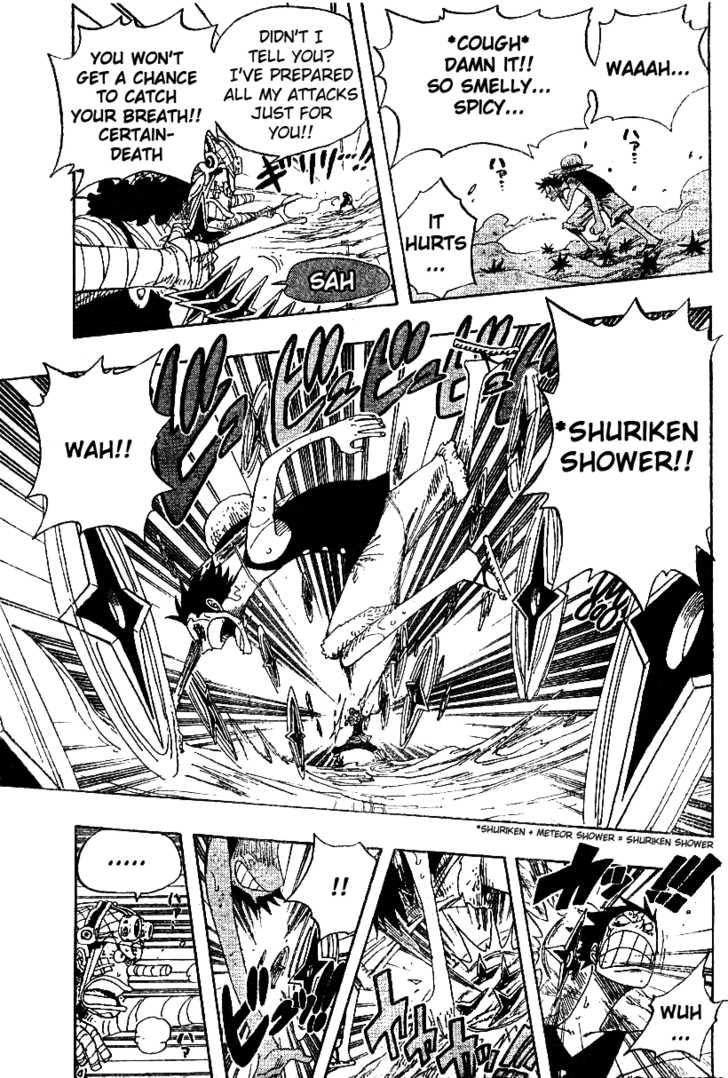 WAAAH...
*COUGH*
DAMN IT!!
SO SMELLY...
SPICY...
IT
HURTS
...
DIDN'T I
TELL YOU?
I'VE PREPARED
ALL MY ATTACKS
JUST FOR
YOU!!
YOU WON'T
GET A CHANCE
TO CATCH
YOUR BREATH!!
CERTAIN-
DEATH
SAH
*SHURIKEN
SHOWER!!
WAH!!
*SHURIKEN + METEOR SHOWER = SHURIKEN SHOWER
WUH
...
!!
.....